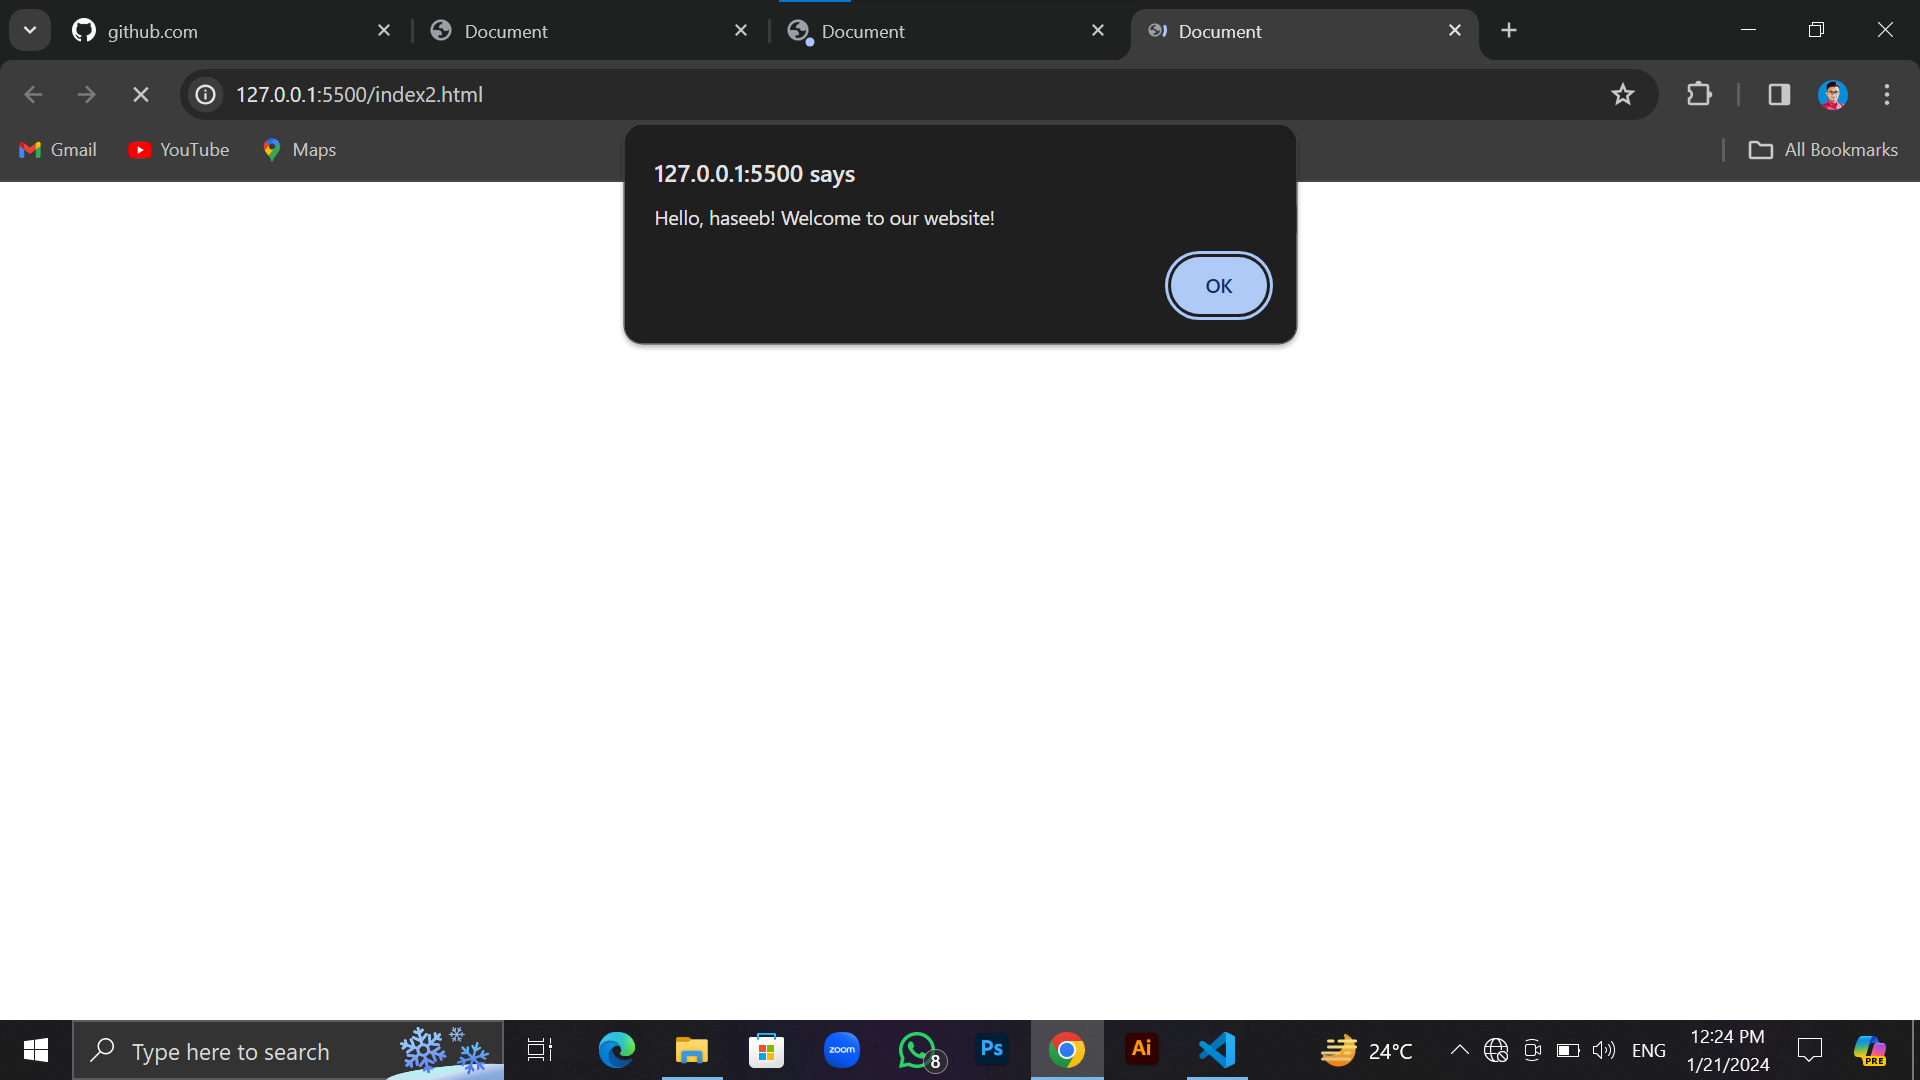 github.com
Document
Document
Document
127.0.0.1:5500/index2.html
Gmail
YouTube
Maps
All Bookmarks
127.0.0.1:5500 says
Hello, haseeb! Welcome to our website!
OK
Type here to search
zoom
8
Ps
Ai
24°C
ENG
12:24 PM
1/21/2024
PRE